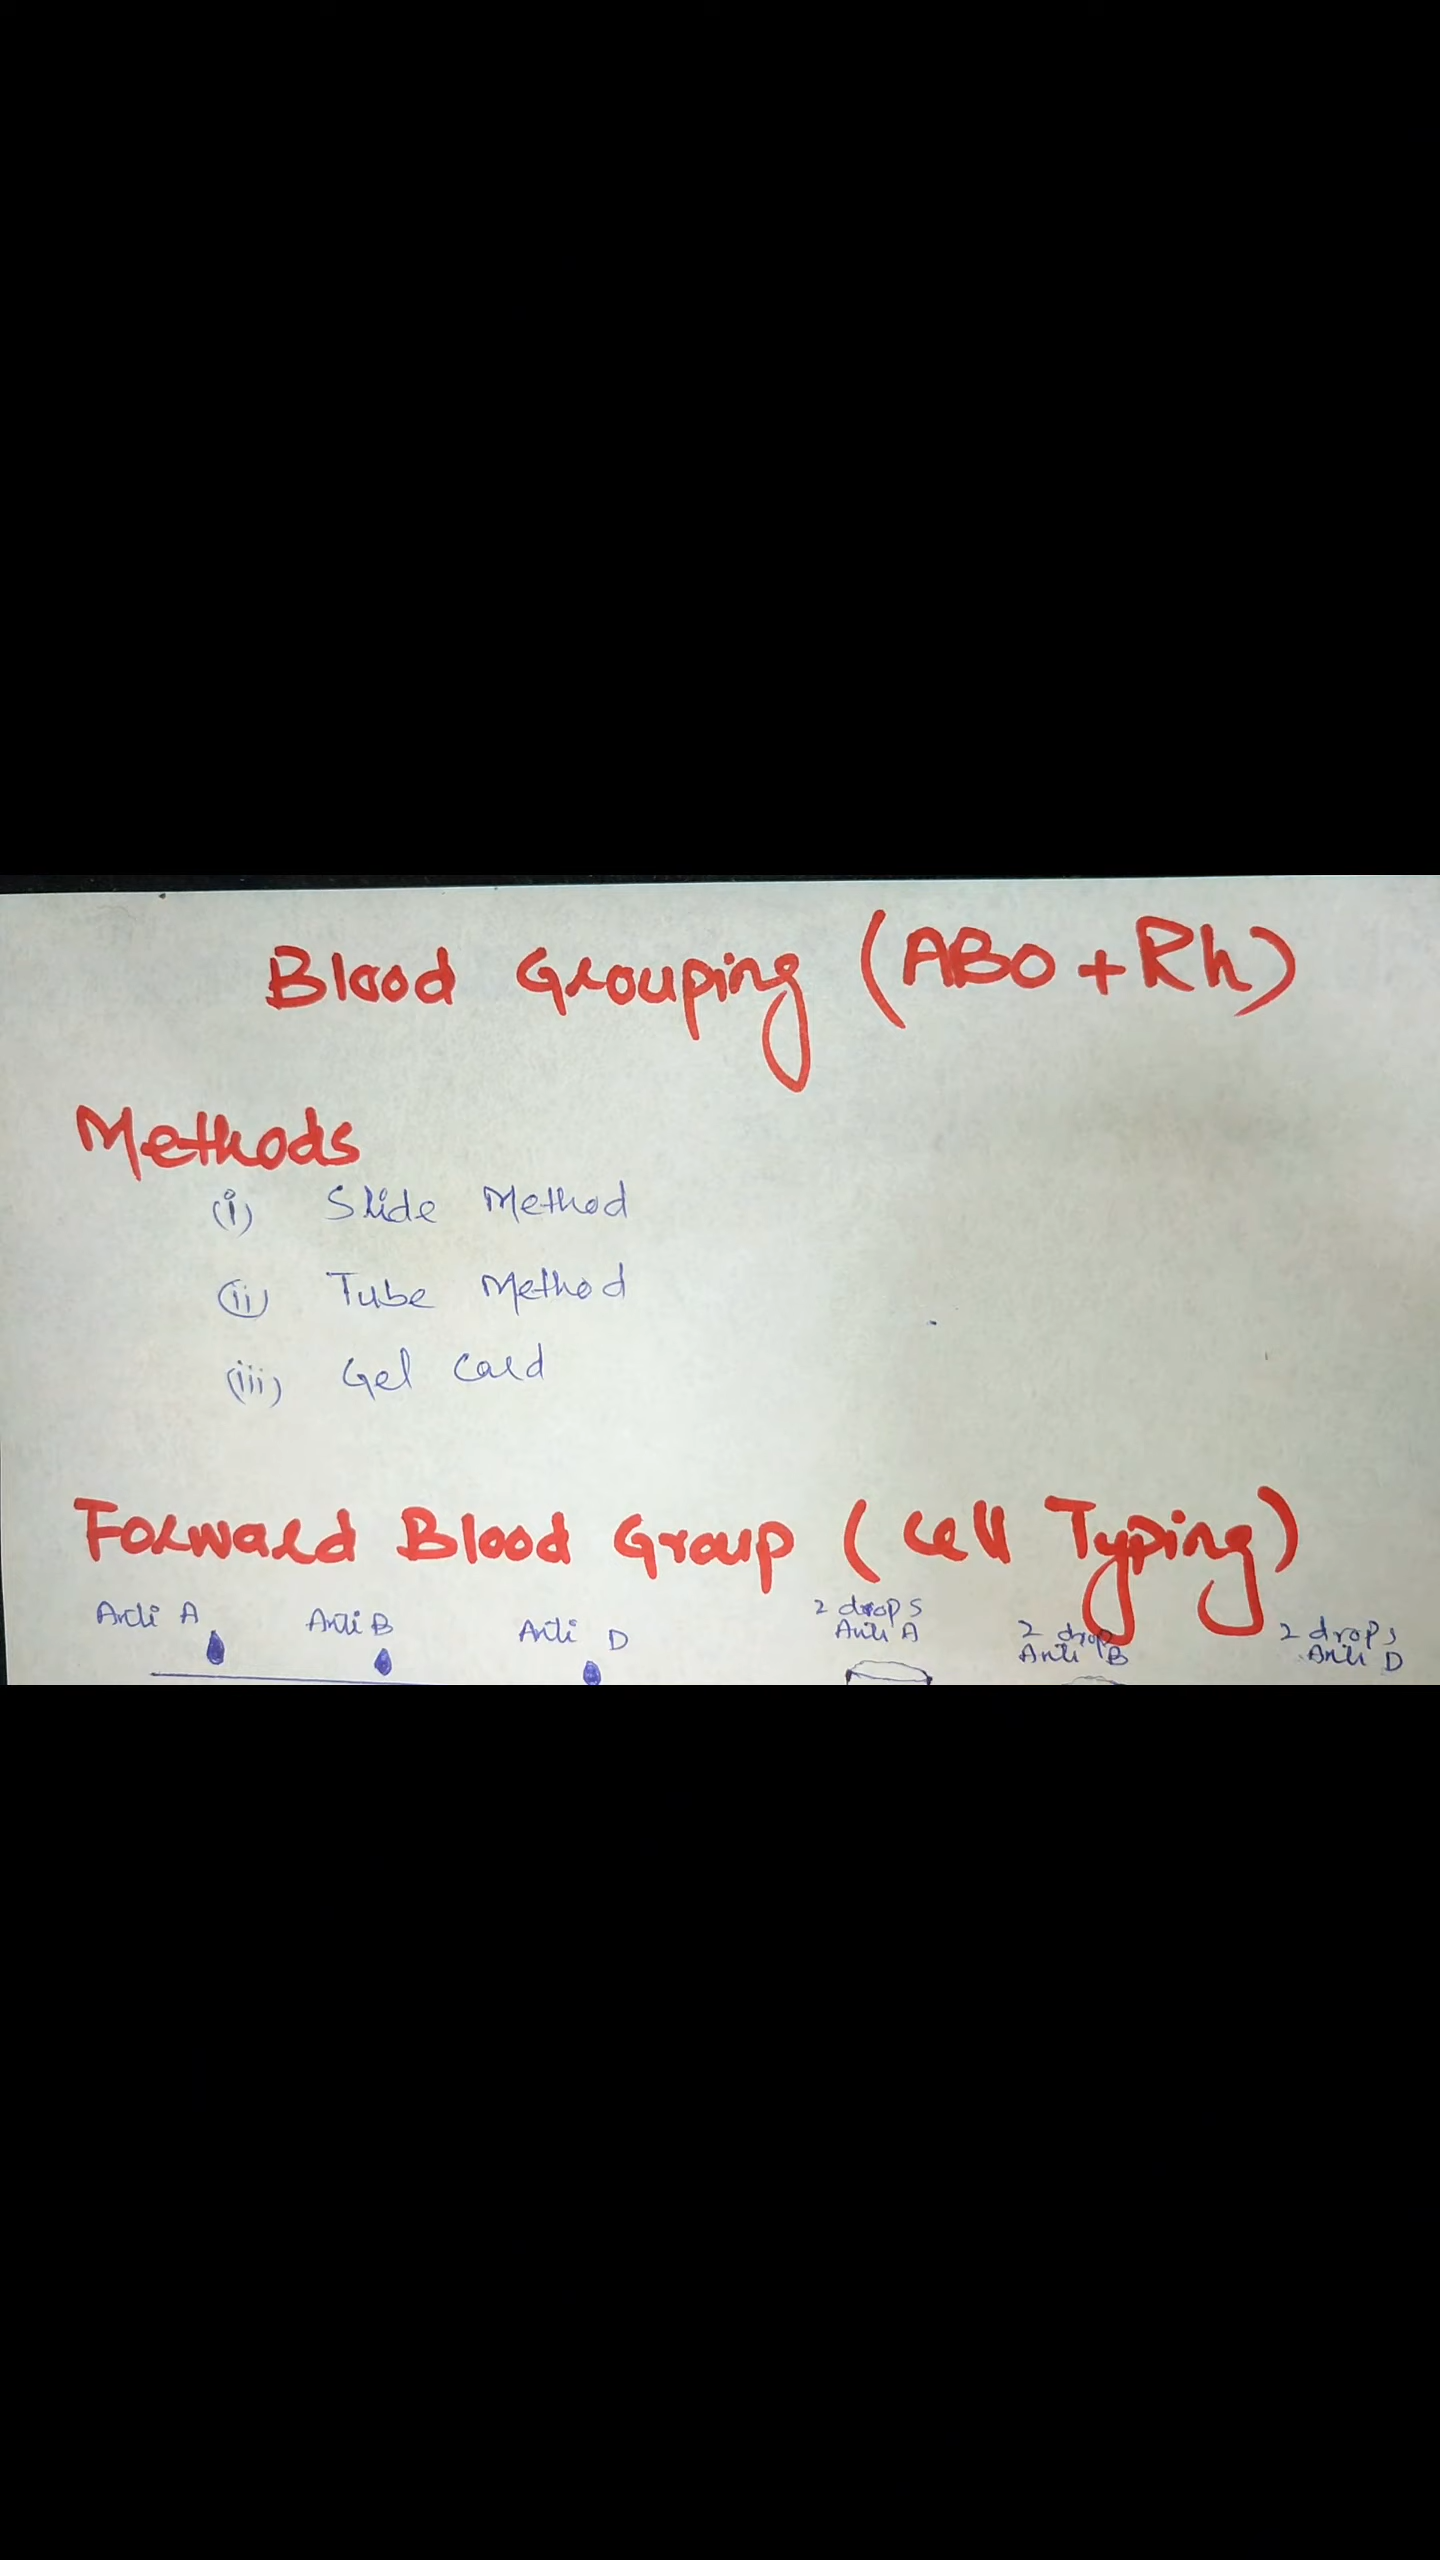 Blood Grouping (ABO + Rh)
Methods
(i) Slide Method
(ii) Tube Method
(iii) Gel Card
Forward Blood Group (Cell Typing)
Anti A Anti B Anti D
2 drops Anti A
2 drop Anti B
2 drops Anti D